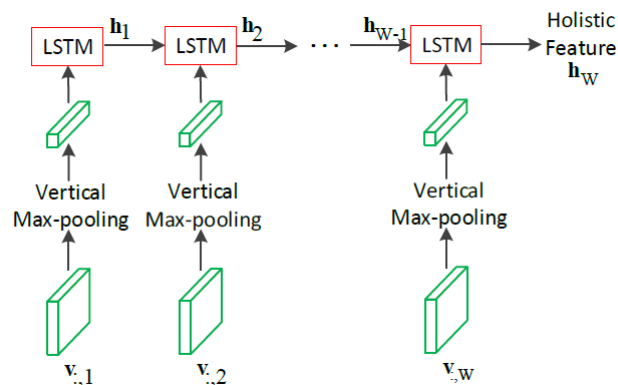 h1 h2 hW-1 Holistic
LSTM LSTM ... LSTM Feature
hW
Vertical Vertical Vertical
Max-pooling Max-pooling Max-pooling
v:,1 v:,2 v:,W